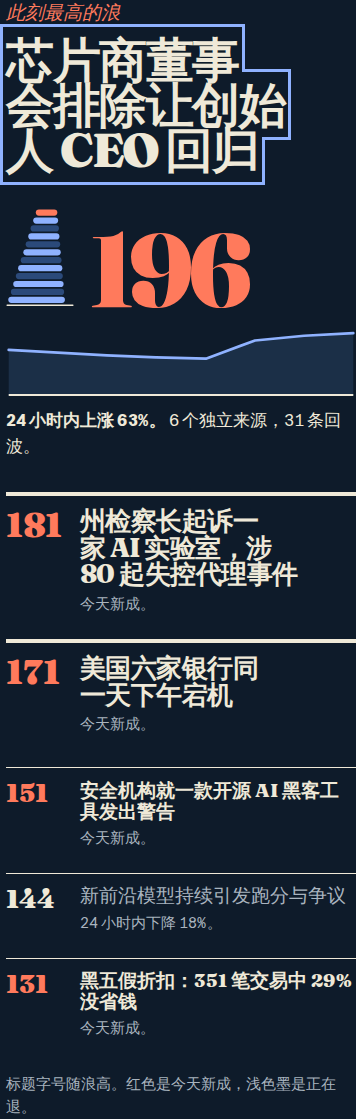 此刻最高的浪
芯片商董事
会排除让创始
人 CEO 回归
196
24 小时内上涨 63%。 6 个独立来源，31 条回
波。
181
州检察长起诉一
家 AI 实验室，涉
80 起失控代理事件
今天新成。
171
美国六家银行同
一天下午宕机
今天新成。
151
安全机构就一款开源 AI 黑客工
具发出警告
今天新成。
144
新前沿模型持续引发跑分与争议
24 小时内下降 18%。
131
黑五假折扣：351 笔交易中 29%
没省钱
今天新成。
标题字号随浪高。红色是今天新成，浅色墨是正在
退。